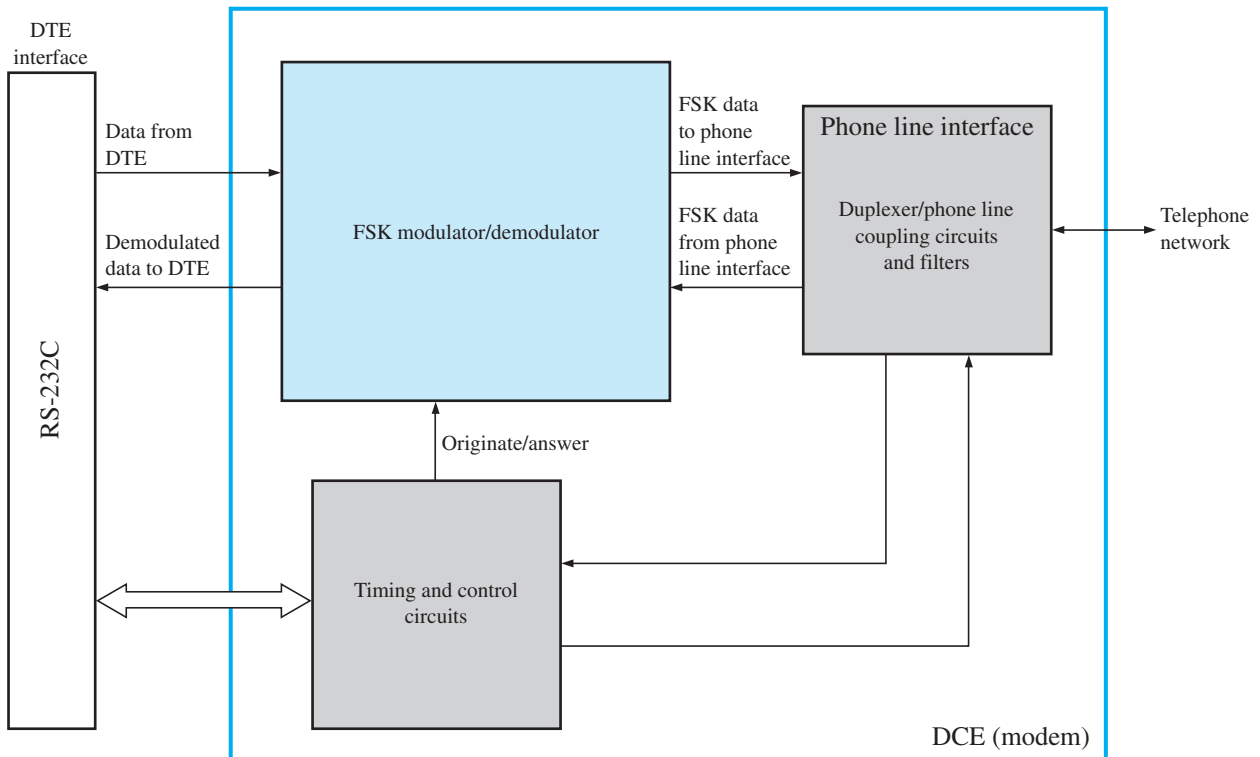 DTE
interface
RS-232C
Data from
DTE
Demodulated
data to DTE
FSK modulator/demodulator
FSK data
to phone
line interface
FSK data
from phone
line interface
Phone line interface
Duplexer/phone line
coupling circuits
and filters
Telephone
network
Originate/answer
Timing and control
circuits
DCE (modem)